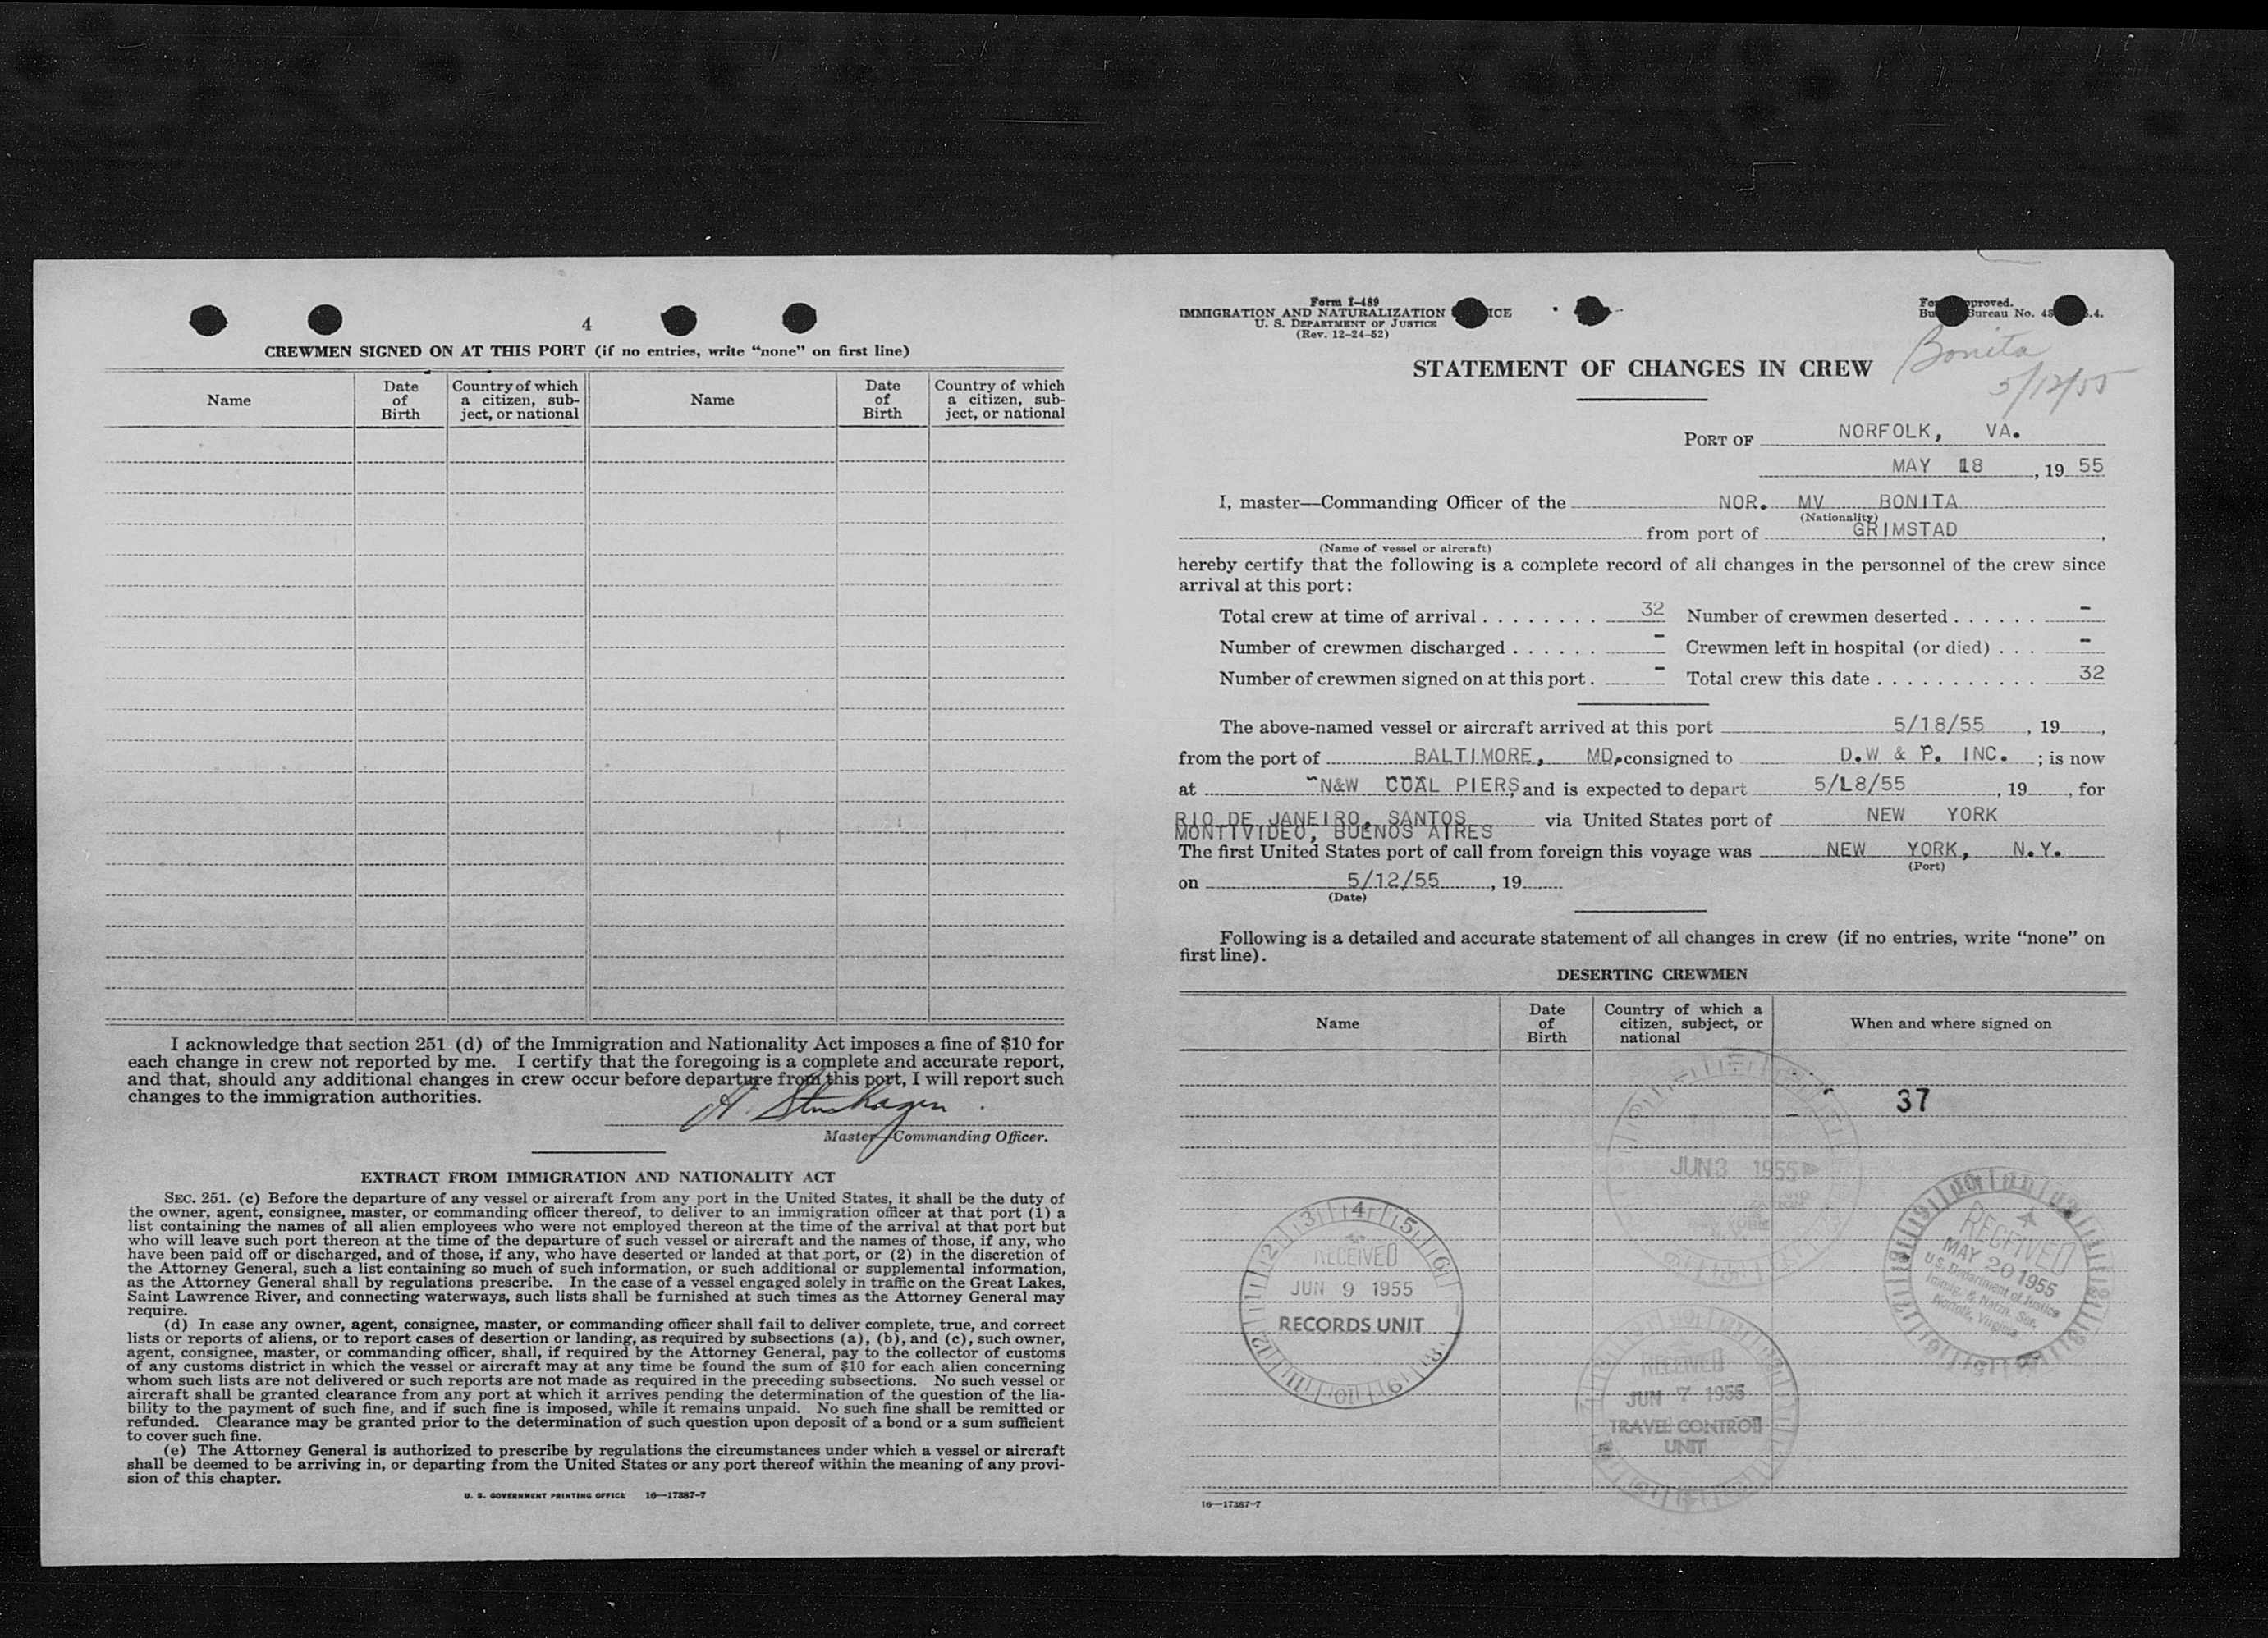 4
CREWMEN SIGNED ON AT THIS PORT (if no entries, write “none” on first line)
Name
Date of Birth
Country of which a citizen, sub-ject, or national
Name
Date of Birth
Country of which a citizen, sub-ject, or national
I acknowledge that section 251 (d) of the Immigration and Nationality Act imposes a fine of $10 for
each change in crew not reported by me. I certify that the foregoing is a complete and accurate report,
and that, should any additional changes in crew occur before departure from this port, I will report such
changes to the immigration authorities.
Master—Commanding Officer.
EXTRACT FROM IMMIGRATION AND NATIONALITY ACT
SEC. 251. (c) Before the departure of any vessel or aircraft from any port in the United States, it shall be the duty of
the owner, agent, consignee, master, or commanding officer thereof, to deliver to an immigration officer at that port (1) a
list containing the names of all alien employees who were not employed thereon at the time of the arrival at that port but
who will leave such port thereon at the time of the departure of such vessel or aircraft and the names of those, if any, who
have been paid off or discharged, and of those, if any, who have deserted or landed at that port, or (2) in the discretion of
the Attorney General, such a list containing so much of such information, or such additional or supplemental information,
as the Attorney General shall by regulations prescribe. In the case of a vessel engaged solely in traffic on the Great Lakes,
Saint Lawrence River, and connecting waterways, such lists shall be furnished at such times as the Attorney General may
require.
(d) In case any owner, agent, consignee, master, or commanding officer shall fail to deliver complete, true, and correct
lists or reports of aliens, or to report cases of desertion or landing, as required by subsections (a), (b), and (c), such owner,
agent, consignee, master, or commanding officer, shall, if required by the Attorney General, pay to the collector of customs
of any customs district in which the vessel or aircraft may at any time be found the sum of $10 for each alien concerning
whom such lists are not delivered or such reports are not made as required in the preceding subsections. No such vessel or
aircraft shall be granted clearance from any port at which it arrives pending the determination of the question of the lia-
bility to the payment of such fine, and if such fine is imposed, while it remains unpaid. No such fine shall be remitted or
refunded. Clearance may be granted prior to the determination of such question upon deposit of a bond or a sum sufficient
to cover such fine.
(e) The Attorney General is authorized to prescribe by regulations the circumstances under which a vessel or aircraft
shall be deemed to be arriving in, or departing from the United States or any port thereof within the meaning of any provi-
sion of this chapter.
U. S. GOVERNMENT PRINTING OFFICE 16—17387-7
Form I-489
IMMIGRATION AND NATURALIZATION ICE
U. S. DEPARTMENT OF JUSTICE
(Rev. 12-24-52)
STATEMENT OF CHANGES IN CREW
Bonita
5/12/55
PORT OF NORFOLK, VA.
MAY 18, 19 55
I, master—Commanding Officer of the NOR. MV BONITA
(Nationality)
from port of GRIMSTAD,
(Name of vessel or aircraft)
hereby certify that the following is a complete record of all changes in the personnel of the crew since
arrival at this port:
Total crew at time of arrival 32 Number of crewmen deserted -
Number of crewmen discharged - Crewmen left in hospital (or died) -
Number of crewmen signed on at this port - Total crew this date 32
The above-named vessel or aircraft arrived at this port 5/18/55, 19 ,
from the port of BALTIMORE, MD, consigned to D.W & P. INC. ; is now
at N&W COAL PIERS, and is expected to depart 5/L8/55, 19 , for
RIO DE JANEIRO, SANTOS
MONTIVIDEO, BUENOS AIRES via United States port of NEW YORK
The first United States port of call from foreign this voyage was NEW YORK, N.Y.
(Port)
on 5/12/55, 19
(Date)
Following is a detailed and accurate statement of all changes in crew (if no entries, write “none” on
first line).
DESERTING CREWMEN
Name
Date of Birth
Country of which a citizen, subject, or national
When and where signed on
37
JUN 3 1955
RECEIVED
MAY 20 1955
U.S. Department of Justice
Immig. & Natzn. Ser.
Norfolk, Virginia
RECEIVED
JUN 9 1955
RECORDS UNIT
RECEIVED
JUN 7 1955
TRAVEL CONTROL
UNIT
16—17387-7